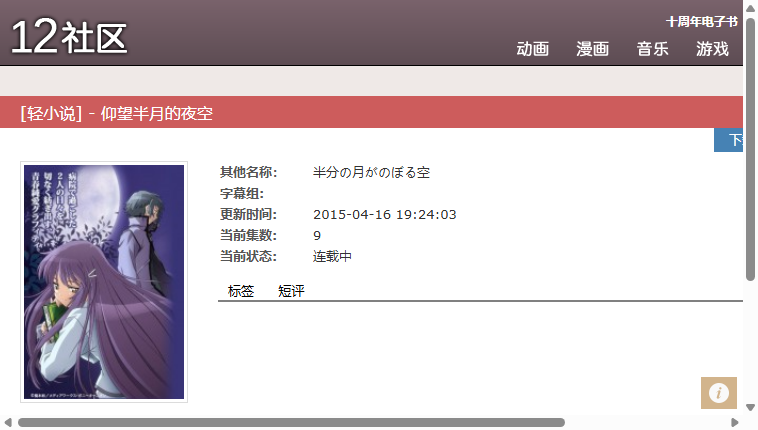 12社区
十周年电子书
动画 漫画 音乐 游戏
[轻小说] - 仰望半月的夜空
其他名称: 半分の月がのぼる空
字幕组:
更新时间: 2015-04-16 19:24:03
当前集数: 9
当前状态: 连载中
标签 短评
病院で過ごした
2人の日々を
切なく紡ぎ出す、
青春純愛グラフィティ。